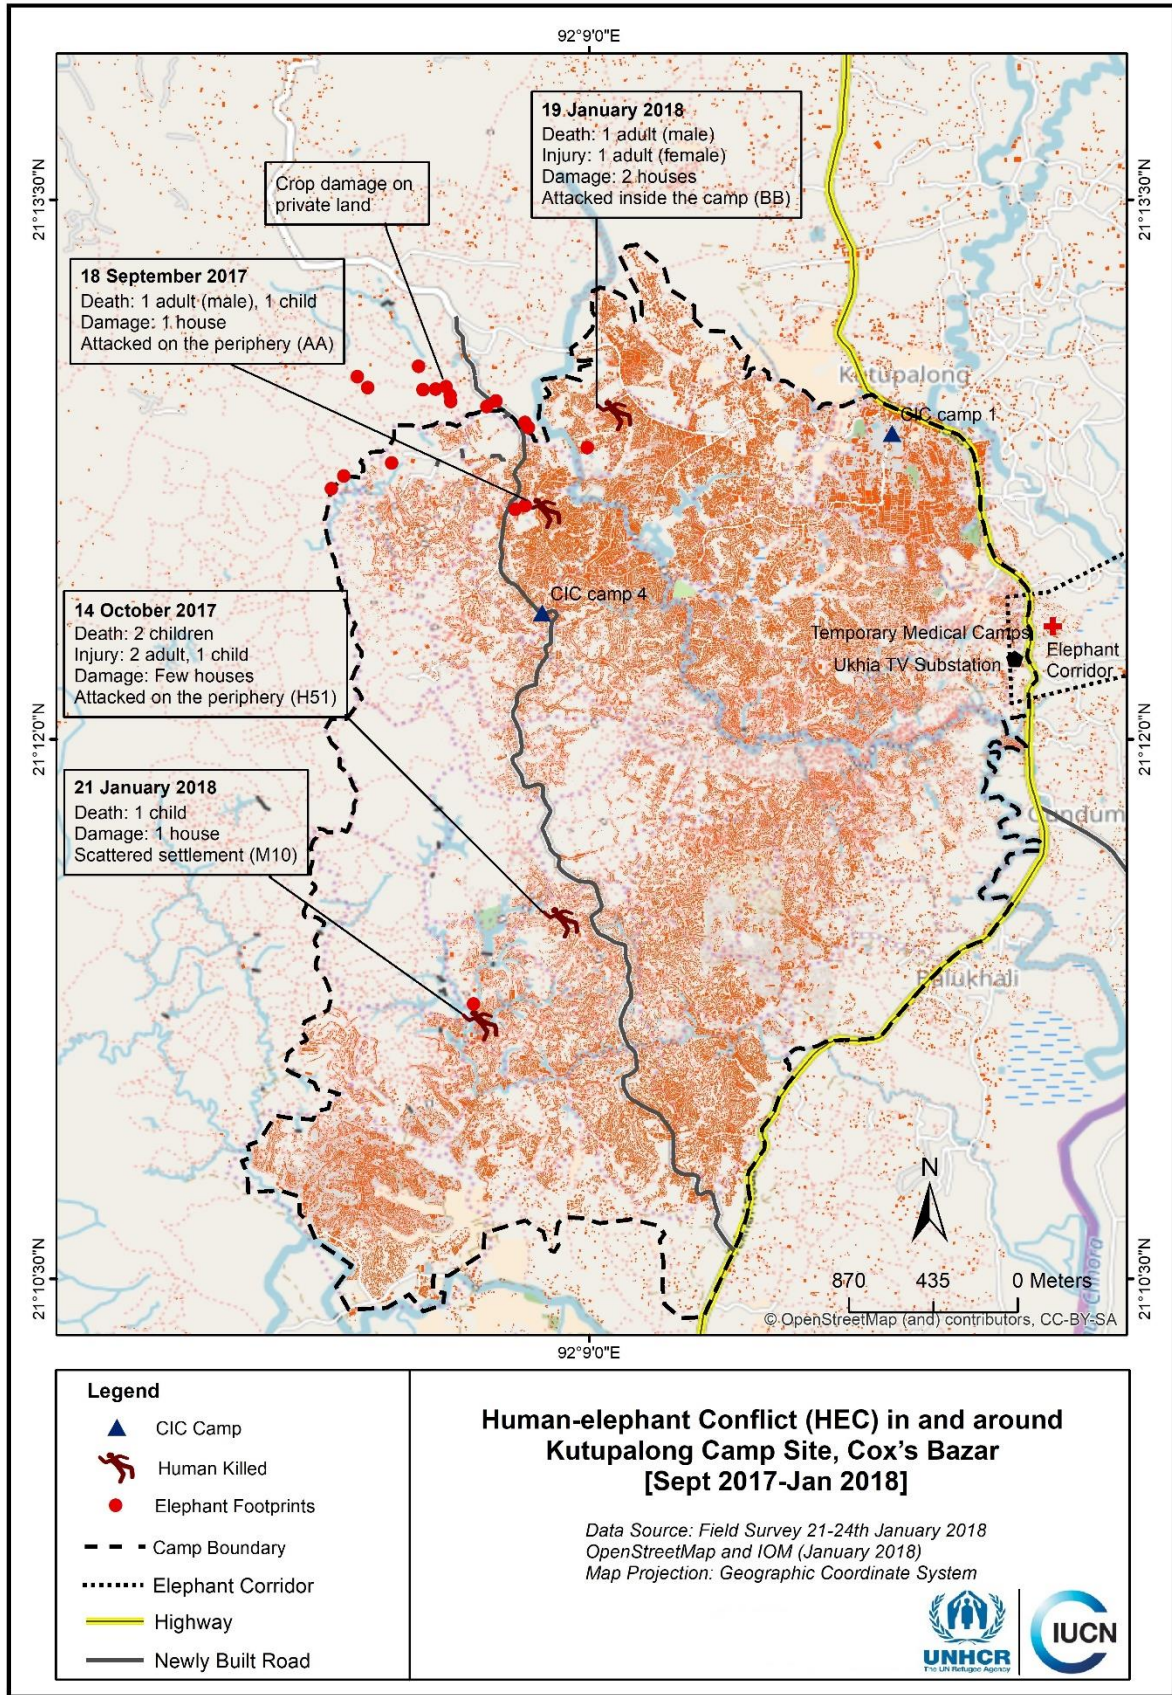 92°9'0"E
21°13'30"N
21°13'30"N
19 January 2018
Death: 1 adult (male)
Injury: 1 adult (female)
Damage: 2 houses
Attacked inside the camp (BB)
Crop damage on
private land
18 September 2017
Death: 1 adult (male), 1 child
Damage: 1 house
Attacked on the periphery (AA)
Kutupalong
CIC camp 1
14 October 2017
Death: 2 children
Injury: 2 adult, 1 child
Damage: Few houses
Attacked on the periphery (H51)
CIC camp 4
Temporary Medical Camps
Ukhia TV Substation
Elephant
Corridor
21°12'0"N
21°12'0"N
21 January 2018
Death: 1 child
Damage: 1 house
Scattered settlement (M10)
Gundum
Balukhali
N
21°10'30"N
21°10'30"N
870 435 0 Meters
© OpenStreetMap (and) contributors, CC-BY-SA
92°9'0"E
Legend
CIC Camp
Human Killed
Elephant Footprints
Camp Boundary
Elephant Corridor
Highway
Newly Built Road
Human-elephant Conflict (HEC) in and around
Kutupalong Camp Site, Cox's Bazar
[Sept 2017-Jan 2018]
Data Source: Field Survey 21-24th January 2018
OpenStreetMap and IOM (January 2018)
Map Projection: Geographic Coordinate System
UNHCR
The UN Refugee Agency
IUCN